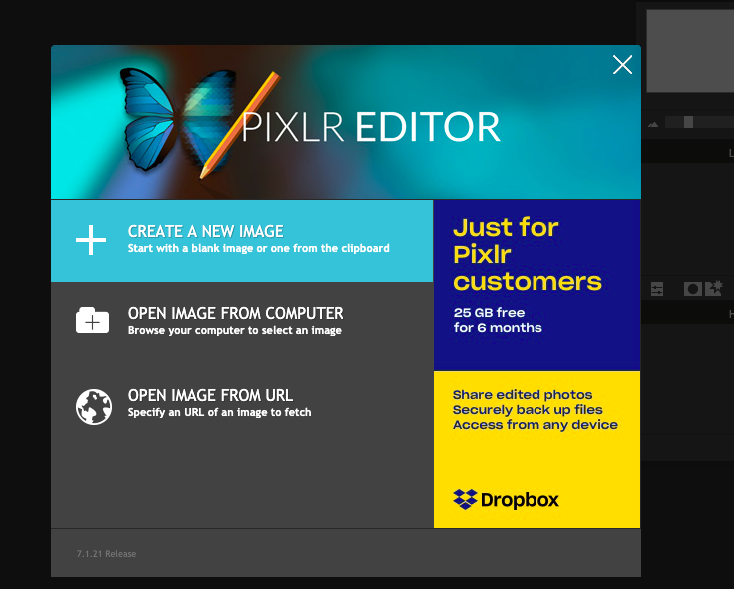 PIXLR EDITOR
CREATE A NEW IMAGE
Start with a blank image or one from the clipboard
OPEN IMAGE FROM COMPUTER
Browse your computer to select an image
OPEN IMAGE FROM URL
Specify an URL of an image to fetch
Just for
Pixlr
customers
25 GB free
for 6 months
Share edited photos
Securely back up files
Access from any device
Dropbox
7.1.21 Release